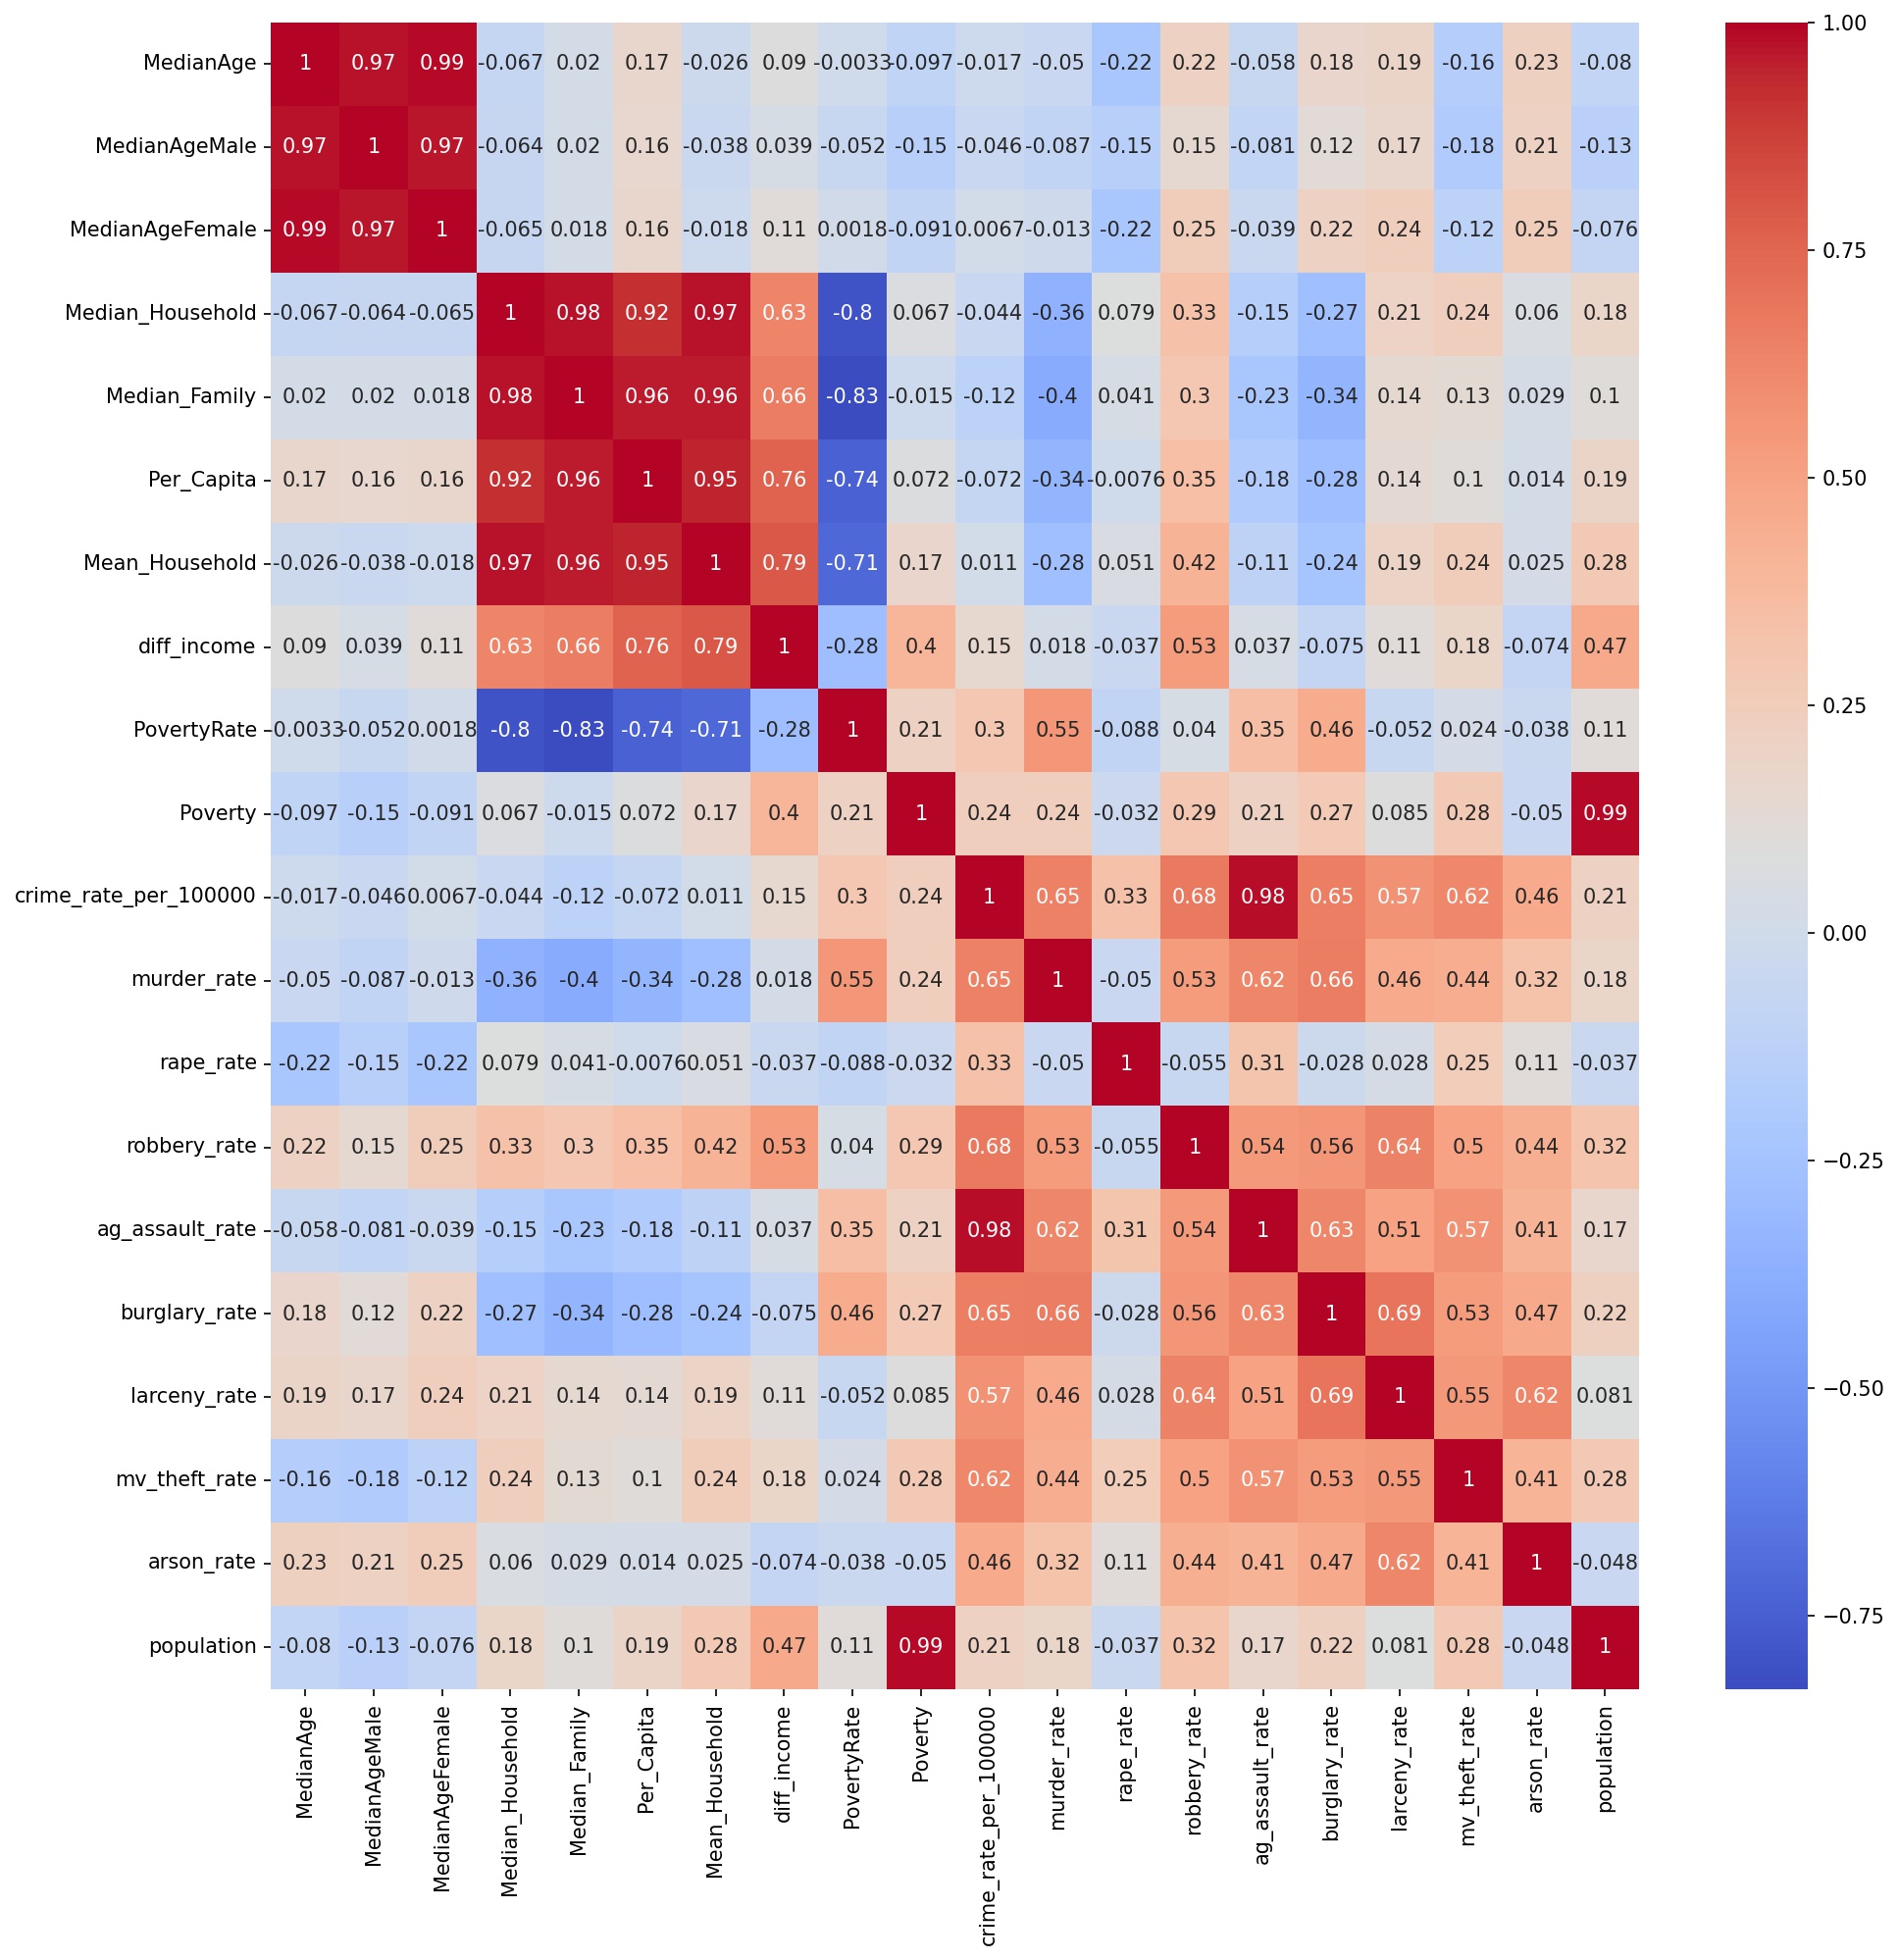 MedianAge 1 0.97 0.99 -0.067 0.02 0.17 -0.026 0.09 -0.0033 -0.097 -0.017 -0.05 -0.22 0.22 -0.058 0.18 0.19 -0.16 0.23 -0.08
MedianAgeMale 0.97 1 0.97 -0.064 0.02 0.16 -0.038 0.039 -0.052 -0.15 -0.046 -0.087 -0.15 0.15 -0.081 0.12 0.17 -0.18 0.21 -0.13
MedianAgeFemale 0.99 0.97 1 -0.065 0.018 0.16 -0.018 0.11 0.0018 -0.091 0.0067 -0.013 -0.22 0.25 -0.039 0.22 0.24 -0.12 0.25 -0.076
Median_Household -0.067 -0.064 -0.065 1 0.98 0.92 0.97 0.63 -0.8 0.067 -0.044 -0.36 0.079 0.33 -0.15 -0.27 0.21 0.24 0.06 0.18
Median_Family 0.02 0.02 0.018 0.98 1 0.96 0.96 0.66 -0.83 -0.015 -0.12 -0.4 0.041 0.3 -0.23 -0.34 0.14 0.13 0.029 0.1
Per_Capita 0.17 0.16 0.16 0.92 0.96 1 0.95 0.76 -0.74 0.072 -0.072 -0.34 -0.0076 0.35 -0.18 -0.28 0.14 0.1 0.014 0.19
Mean_Household -0.026 -0.038 -0.018 0.97 0.96 0.95 1 0.79 -0.71 0.17 0.011 -0.28 0.051 0.42 -0.11 -0.24 0.19 0.24 0.025 0.28
diff_income 0.09 0.039 0.11 0.63 0.66 0.76 0.79 1 -0.28 0.4 0.15 0.018 -0.037 0.53 0.037 -0.075 0.11 0.18 -0.074 0.47
PovertyRate -0.0033 -0.052 0.0018 -0.8 -0.83 -0.74 -0.71 -0.28 1 0.21 0.3 0.55 -0.088 0.04 0.35 0.46 -0.052 0.024 -0.038 0.11
Poverty -0.097 -0.15 -0.091 0.067 -0.015 0.072 0.17 0.4 0.21 1 0.24 0.24 -0.032 0.29 0.21 0.27 0.085 0.28 -0.05 0.99
crime_rate_per_100000 -0.017 -0.046 0.0067 -0.044 -0.12 -0.072 0.011 0.15 0.3 0.24 1 0.65 0.33 0.68 0.98 0.65 0.57 0.62 0.46 0.21
murder_rate -0.05 -0.087 -0.013 -0.36 -0.4 -0.34 -0.28 0.018 0.55 0.24 0.65 1 -0.05 0.53 0.62 0.66 0.46 0.44 0.32 0.18
rape_rate -0.22 -0.15 -0.22 0.079 0.041 -0.0076 0.051 -0.037 -0.088 -0.032 0.33 -0.05 1 -0.055 0.31 -0.028 0.028 0.25 0.11 -0.037
robbery_rate 0.22 0.15 0.25 0.33 0.3 0.35 0.42 0.53 0.04 0.29 0.68 0.53 -0.055 1 0.54 0.56 0.64 0.5 0.44 0.32
ag_assault_rate -0.058 -0.081 -0.039 -0.15 -0.23 -0.18 -0.11 0.037 0.35 0.21 0.98 0.62 0.31 0.54 1 0.63 0.51 0.57 0.41 0.17
burglary_rate 0.18 0.12 0.22 -0.27 -0.34 -0.28 -0.24 -0.075 0.46 0.27 0.65 0.66 -0.028 0.56 0.63 1 0.69 0.53 0.47 0.22
larceny_rate 0.19 0.17 0.24 0.21 0.14 0.14 0.19 0.11 -0.052 0.085 0.57 0.46 0.028 0.64 0.51 0.69 1 0.55 0.62 0.081
mv_theft_rate -0.16 -0.18 -0.12 0.24 0.13 0.1 0.24 0.18 0.024 0.28 0.62 0.44 0.25 0.5 0.57 0.53 0.55 1 0.41 0.28
arson_rate 0.23 0.21 0.25 0.06 0.029 0.014 0.025 -0.074 -0.038 -0.05 0.46 0.32 0.11 0.44 0.41 0.47 0.62 0.41 1 -0.048
population -0.08 -0.13 -0.076 0.18 0.1 0.19 0.28 0.47 0.11 0.99 0.21 0.18 -0.037 0.32 0.17 0.22 0.081 0.28 -0.048 1
MedianAge
MedianAgeMale
MedianAgeFemale
Median_Household
Median_Family
Per_Capita
Mean_Household
diff_income
PovertyRate
Poverty
crime_rate_per_100000
murder_rate
rape_rate
robbery_rate
ag_assault_rate
burglary_rate
larceny_rate
mv_theft_rate
arson_rate
population
1.00
0.75
0.50
0.25
0.00
−0.25
−0.50
−0.75